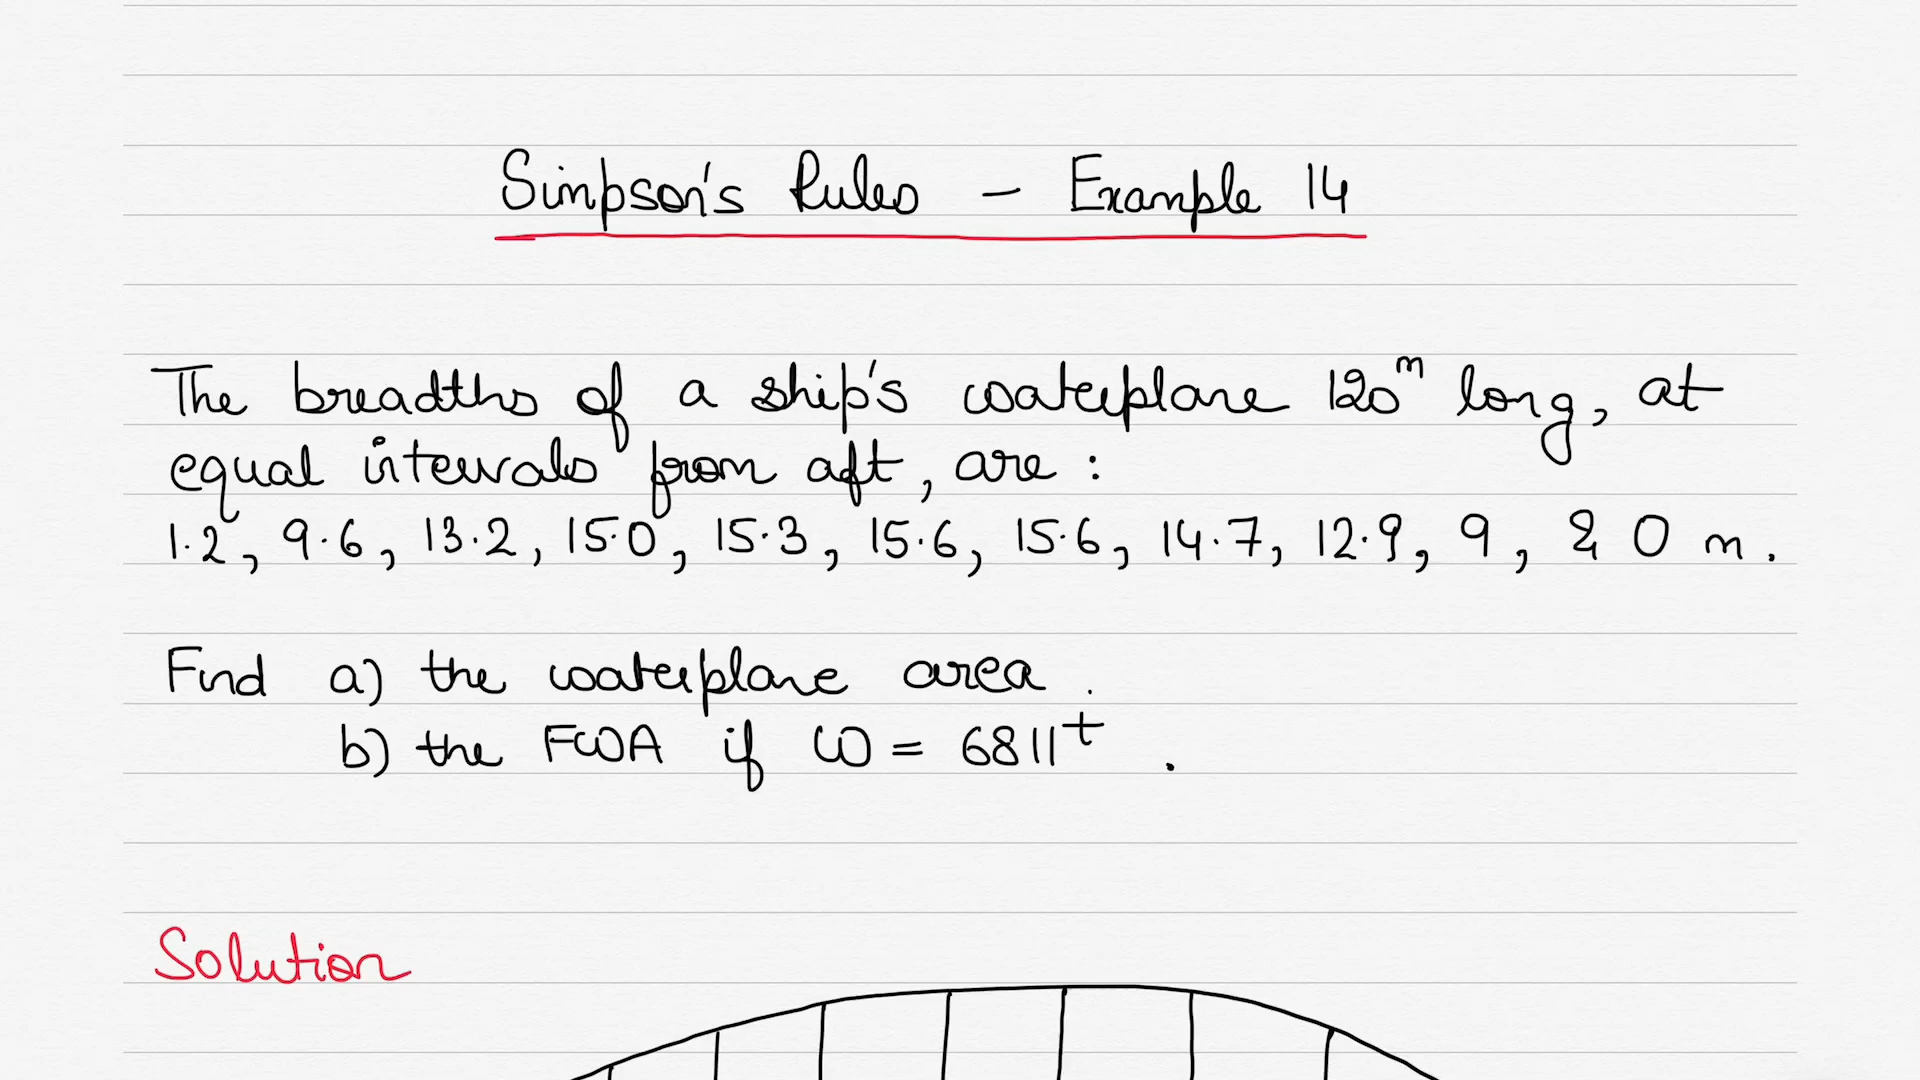 Simpson's Rules - Example 14
The breadths of a ship's waterplane 120m long, at
equal intervals from aft, are :
1.2, 9.6, 13.2, 15.0, 15.3, 15.6, 15.6, 14.7, 12.9, 9, & 0 m.
Find a) the waterplane area.
b) the FWA if W = 6811t.
Solution